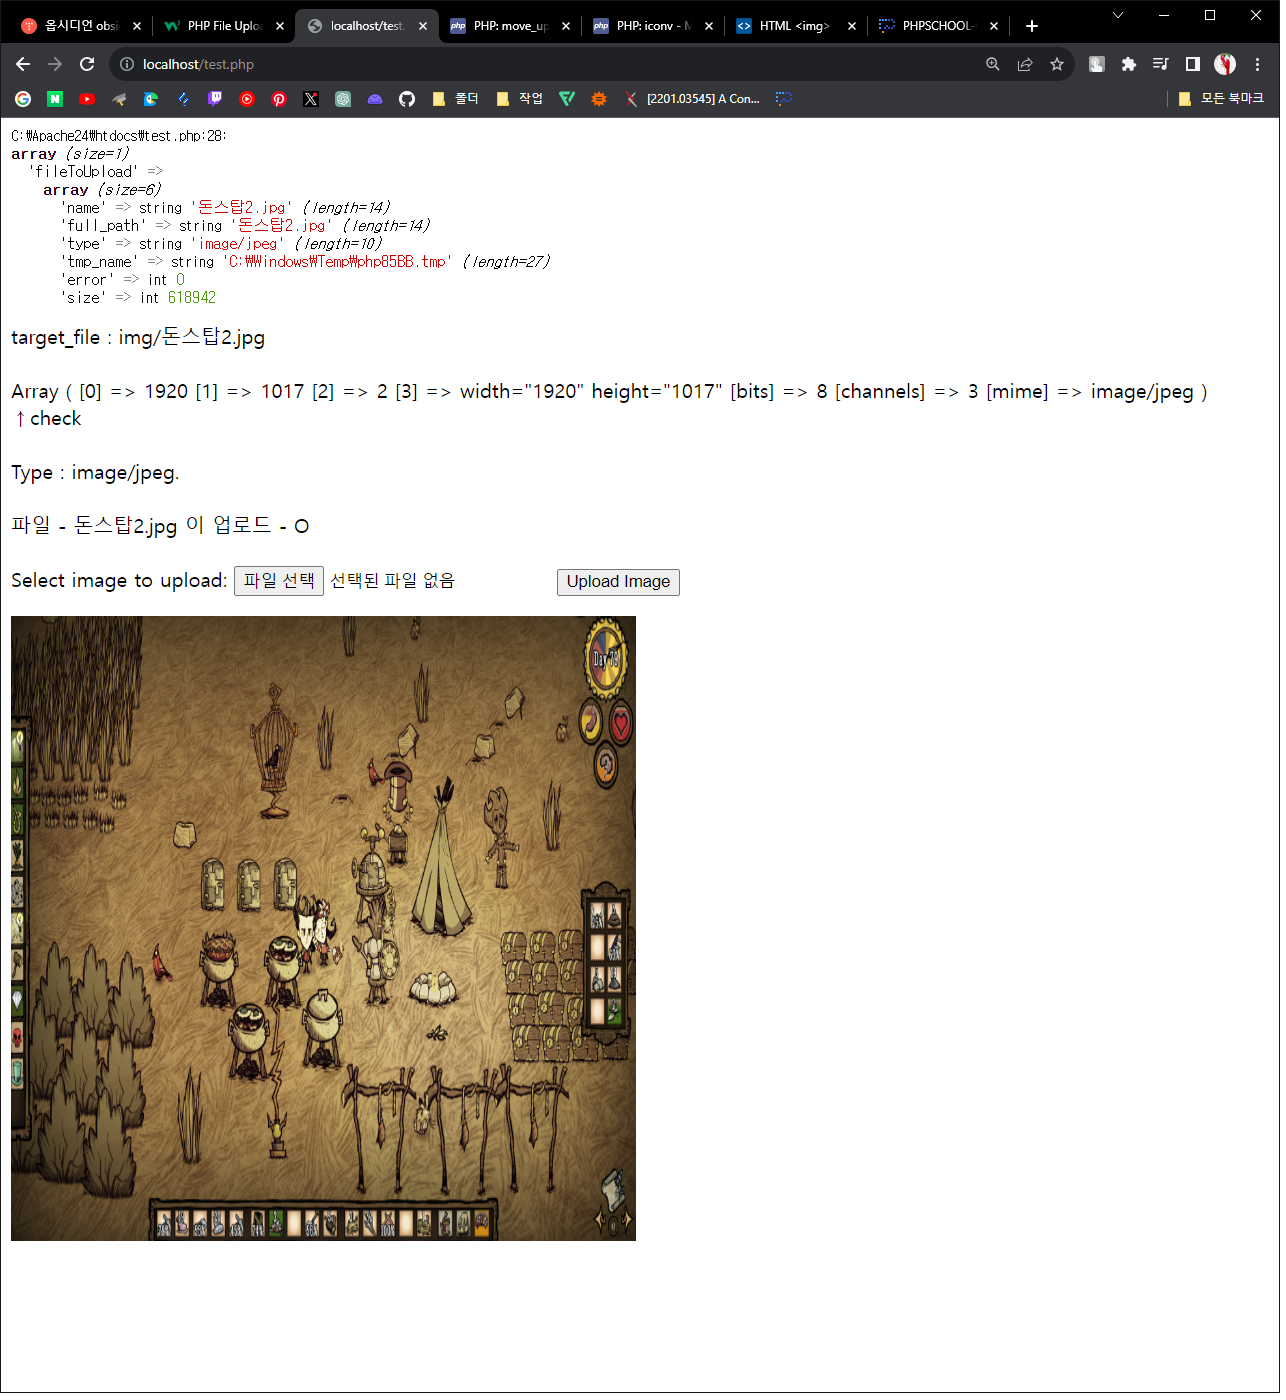 옵시디언 obsi
PHP File Uplo
localhost/test.
PHP: move_up
PHP: iconv - M
HTML <img>
PHPSCHOOL-
localhost/test.php
폴더
작업
[2201.03545] A Con...
모든 북마크
C:₩Apache24₩htdocs₩test.php:28:
array (size=1)
'fileToUpload' =>
array (size=6)
'name' => string '돈스탑2.jpg' (length=14)
'full_path' => string '돈스탑2.jpg' (length=14)
'type' => string 'image/jpeg' (length=10)
'tmp_name' => string 'C:₩Windows₩Temp₩php85BB.tmp' (length=27)
'error' => int 0
'size' => int 618942
target_file : img/돈스탑2.jpg
Array ( [0] => 1920 [1] => 1017 [2] => 2 [3] => width="1920" height="1017" [bits] => 8 [channels] => 3 [mime] => image/jpeg )
↑check
Type : image/jpeg.
파일 - 돈스탑2.jpg 이 업로드 - O
Select image to upload: 파일 선택 선택된 파일 없음 Upload Image